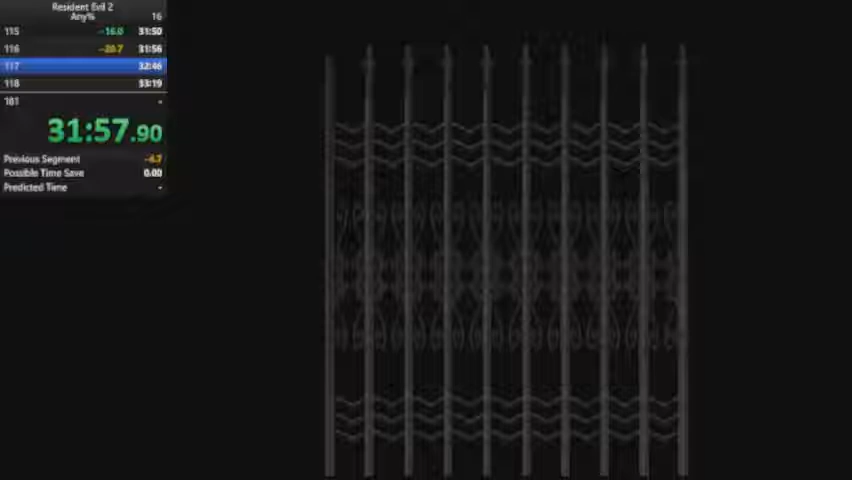 Resident Evil 2
Any% 16
115 -16.0 31:50
116 -20.7 31:56
117 32:46
118 33:19
181 -
31:57.90
Previous Segment -4.7
Possible Time Save 0.00
Predicted Time -